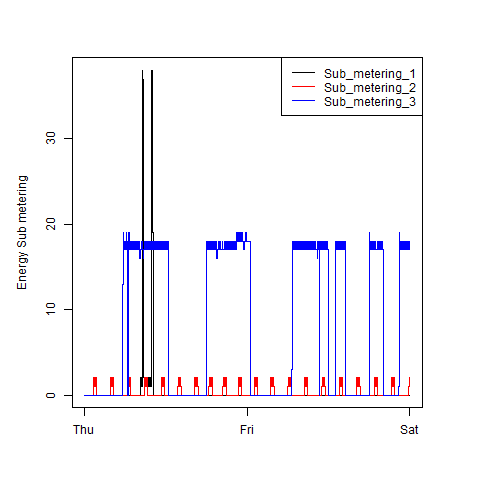 Sub_metering_1
Sub_metering_2
Sub_metering_3
Energy Sub metering
30
20
10
0
Thu Fri Sat